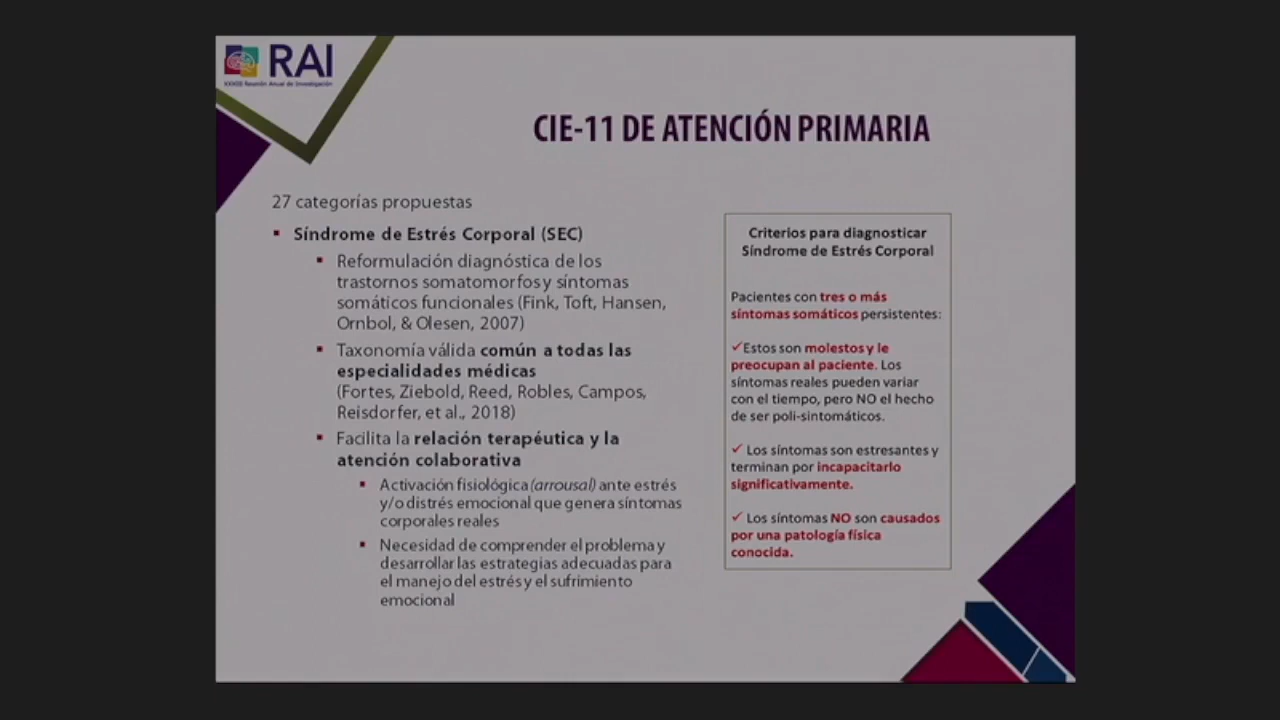 RAI
XXXIII Reunión Anual de Investigación
CIE-11 DE ATENCIÓN PRIMARIA
27 categorías propuestas
Síndrome de Estrés Corporal (SEC)
Reformulación diagnóstica de los
trastornos somatomorfos y síntomas
somáticos funcionales (Fink, Toft, Hansen,
Ornbol, & Olesen, 2007)
Taxonomía válida común a todas las
especialidades médicas
(Fortes, Ziebold, Reed, Robles, Campos,
Reisdorfer, et al., 2018)
Facilita la relación terapéutica y la
atención colaborativa
Activación fisiológica (arrousal) ante estrés
y/o distrés emocional que genera síntomas
corporales reales
Necesidad de comprender el problema y
desarrollar las estrategias adecuadas para
el manejo del estrés y el sufrimiento
emocional
Criterios para diagnosticar
Síndrome de Estrés Corporal
Pacientes con tres o más
síntomas somáticos persistentes:
✓Estos son molestos y le
preocupan al paciente. Los
síntomas reales pueden variar
con el tiempo, pero NO el hecho
de ser poli-sintomáticos.
✓ Los síntomas son estresantes y
terminan por incapacitarlo
significativamente.
✓ Los síntomas NO son causados
por una patología física
conocida.